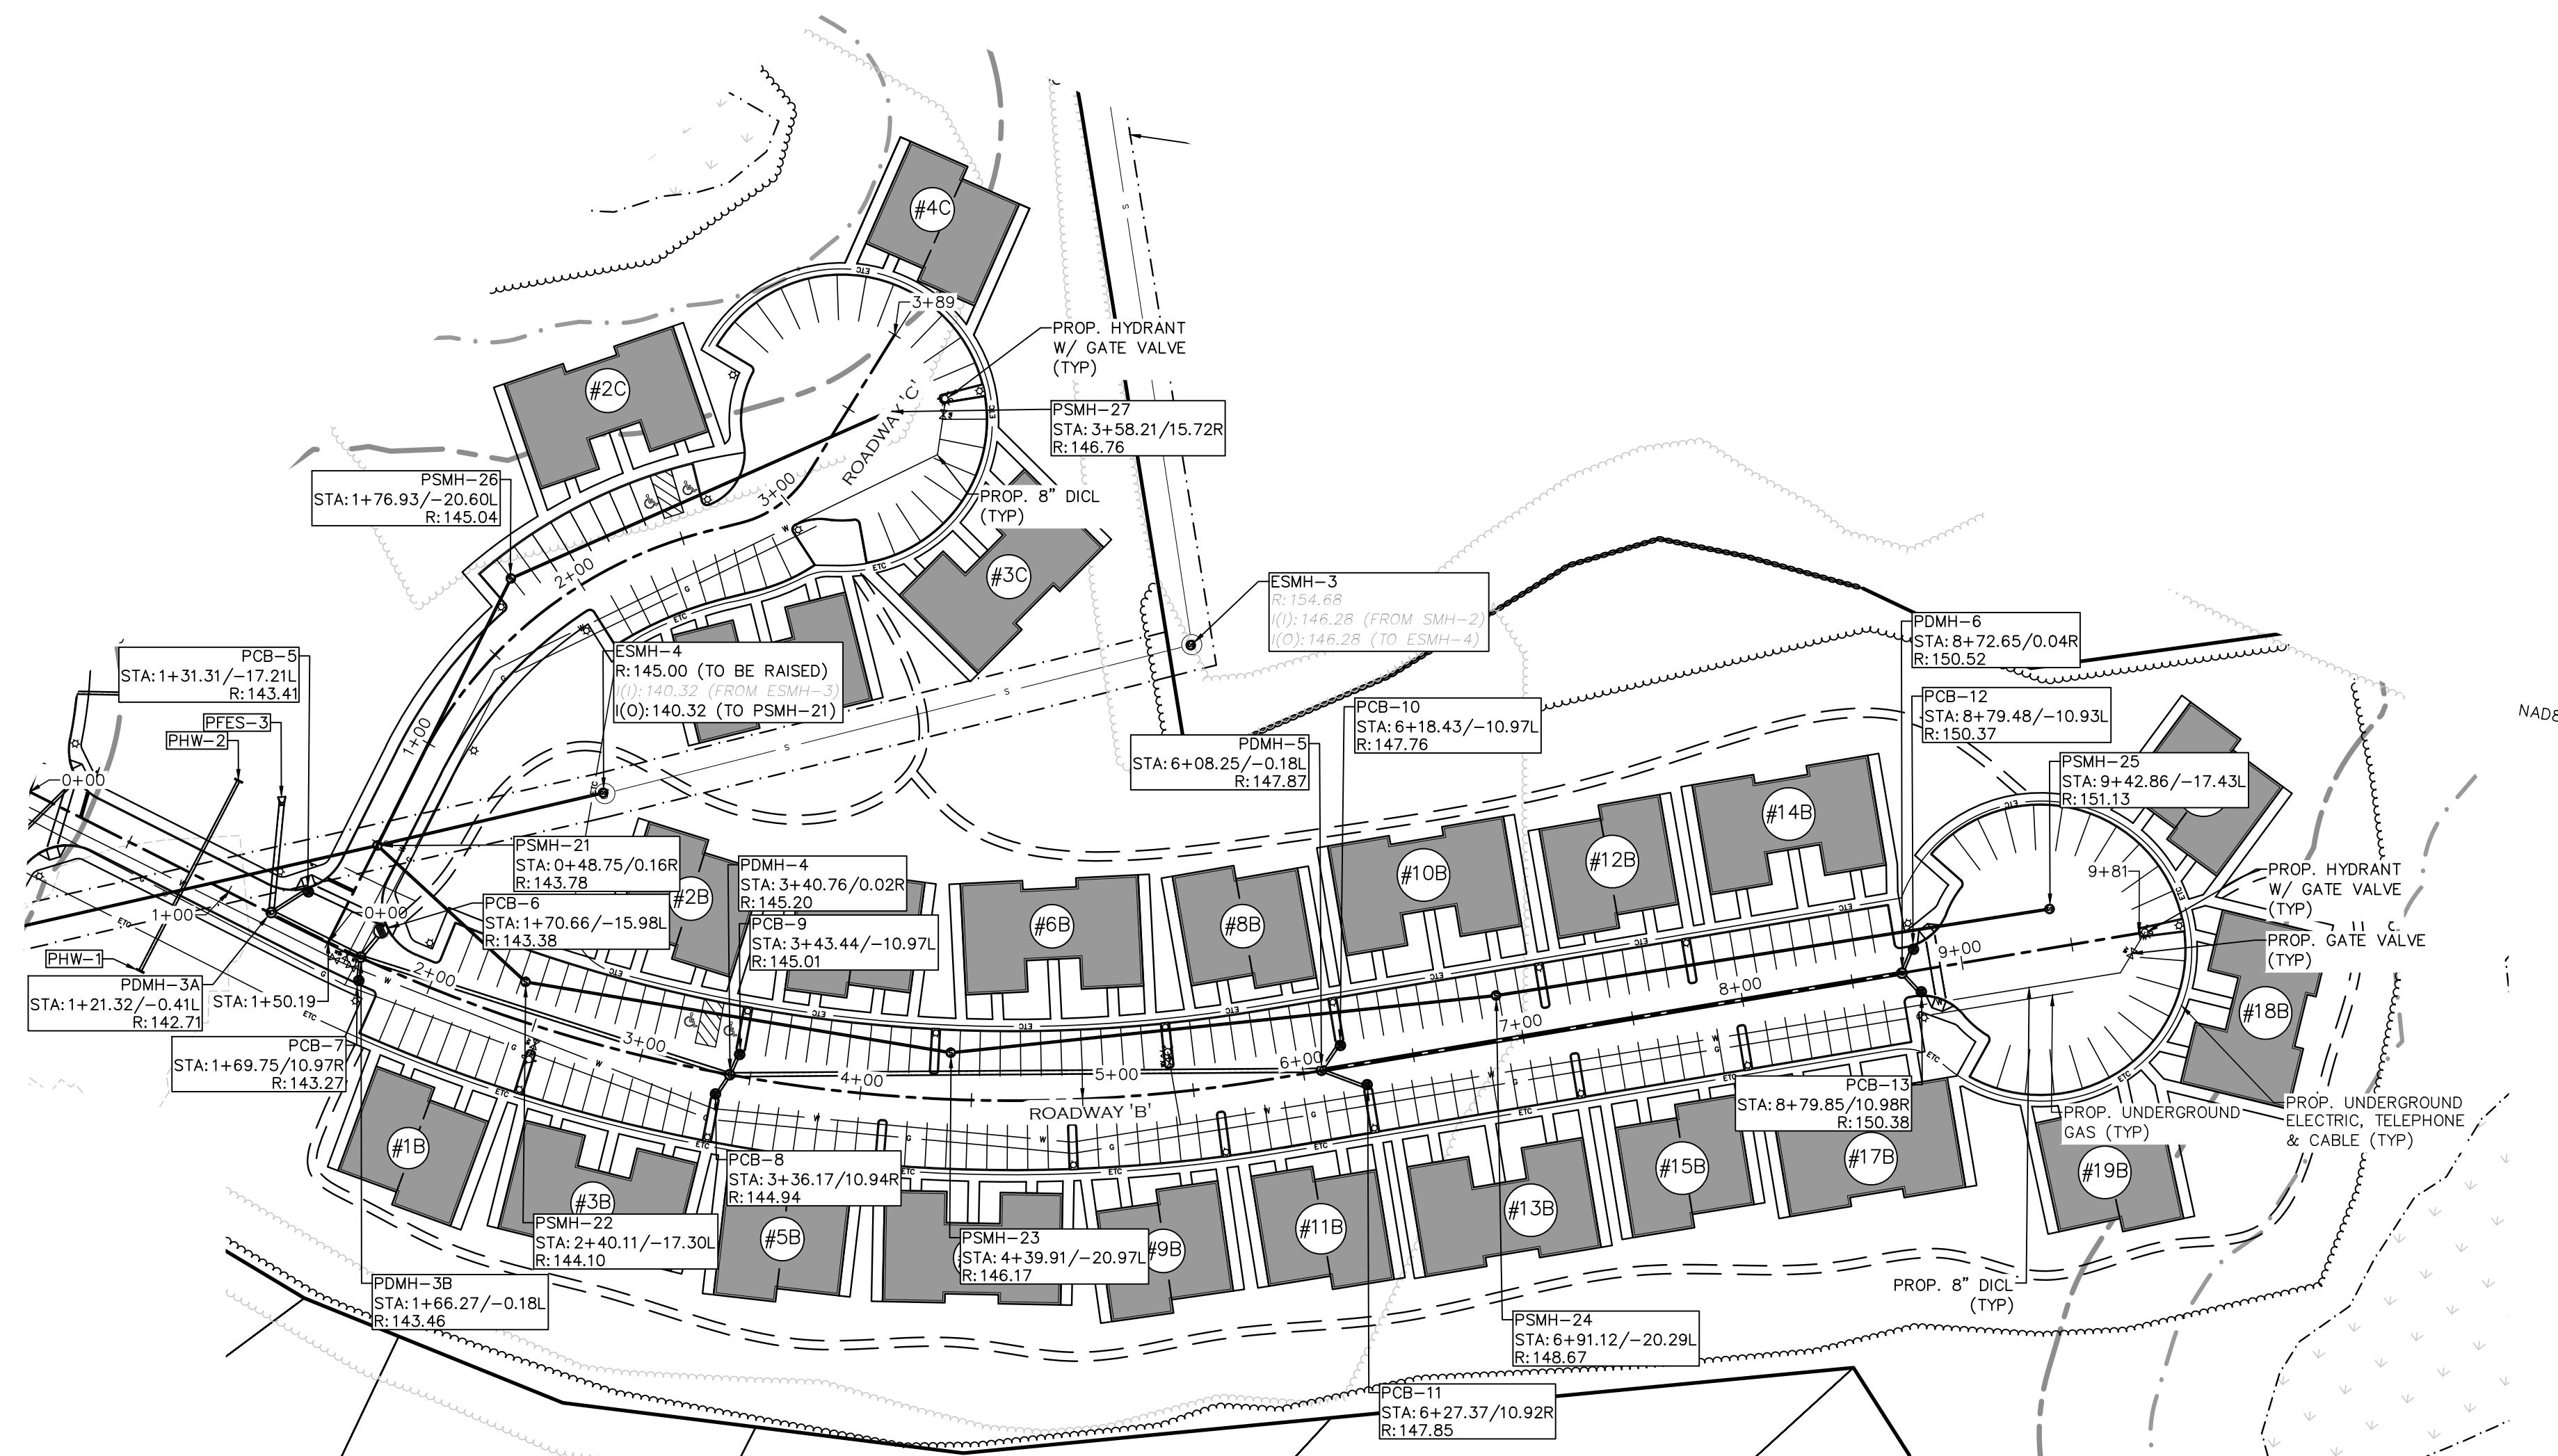 #4C
3+89
PROP. HYDRANT
W/ GATE VALVE
(TYP)
#2C
ROADWAY 'C'
PSMH-27
STA: 3+58.21/15.72R
R: 146.76
PSMH-26
STA: 1+76.93/-20.60L
R: 145.04
3+00
PROP. 8" DICL
(TYP)
2+00
#3C
ESMH-3
R: 154.68
I(I): 146.28 (FROM SMH-2)
I(O): 146.28 (TO ESMH-4)
PDMH-6
STA: 8+72.65/0.04R
R: 150.52
PCB-5
STA: 1+31.31/-17.21L
R: 143.41
ESMH-4
R: 145.00 (TO BE RAISED)
I(I): 140.32 (FROM ESMH-3)
I(O): 140.32 (TO PSMH-21)
PFES-3
PHW-2
1+00
PCB-10
STA: 6+18.43/-10.97L
R: 147.76
PCB-12
STA: 8+79.48/-10.93L
R: 150.37
NAD8
PDMH-5
STA: 6+08.25/-0.18L
R: 147.87
PSMH-25
STA: 9+42.86/-17.43L
R: 151.13
0+00
#14B
PSMH-21
STA: 0+48.75/0.16R
R: 143.78
PDMH-4
STA: 3+40.76/0.02R
R: 145.20
#10B
#12B
9+81
PROP. HYDRANT
W/ GATE VALVE
(TYP)
#2B
PCB-6
STA: 1+70.66/-15.98L
R: 143.38
PCB-9
STA: 3+43.44/-10.97L
R: 145.01
#6B
#8B
1+00
0+00
PROP. GATE VALVE
(TYP)
9+00
PHW-1
2+00
PDMH-3A
STA: 1+21.32/-0.41L
R: 142.71
STA: 1+50.19
8+00
7+00
#18B
3+00
4+00
5+00
6+00
PCB-7
STA: 1+69.75/10.97R
R: 143.27
ROADWAY 'B'
PCB-13
STA: 8+79.85/10.98R
R: 150.38
PROP. UNDERGROUND
GAS (TYP)
PROP. UNDERGROUND
ELECTRIC, TELEPHONE
& CABLE (TYP)
#1B
PCB-8
STA: 3+36.17/10.94R
R: 144.94
#15B
#17B
#19B
#3B
#13B
PSMH-22
STA: 2+40.11/-17.30L
R: 144.10
#5B
PSMH-23
STA: 4+39.91/-20.97L
R: 146.17
#9B
#11B
PDMH-3B
STA: 1+66.27/-0.18L
R: 143.46
PROP. 8" DICL
(TYP)
PSMH-24
STA: 6+91.12/-20.29L
R: 148.67
PCB-11
STA: 6+27.37/10.92R
R: 147.85